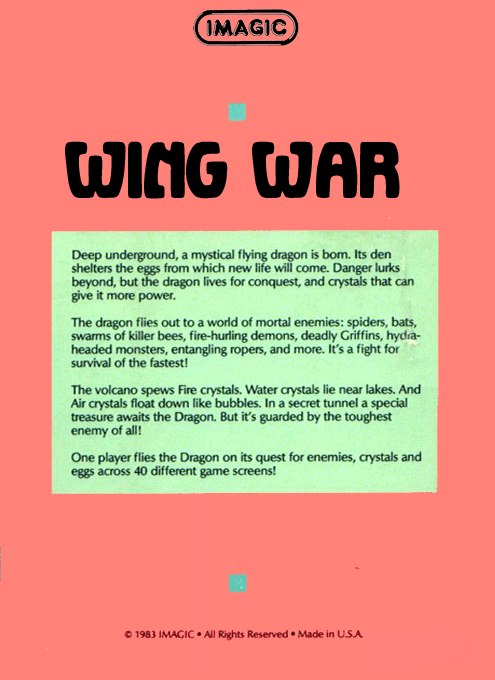 IMAGIC
WING WAR
Deep underground, a mystical flying dragon is born. Its den
shelters the eggs from which new life will come. Danger lurks
beyond, but the dragon lives for conquest, and crystals that can
give it more power.
The dragon flies out to a world of mortal enemies: spiders, bats,
swarms of killer bees, fire-hurling demons, deadly Griffins, hydra-
headed monsters, entangling ropers, and more. It's a fight for
survival of the fastest!
The volcano spews Fire crystals. Water crystals lie near lakes. And
Air crystals float down like bubbles. In a secret tunnel a special
treasure awaits the Dragon. But it's guarded by the toughest
enemy of all!
One player flies the Dragon on its quest for enemies, crystals and
eggs across 40 different game screens!
© 1983 IMAGIC • All Rights Reserved • Made in U.S.A.